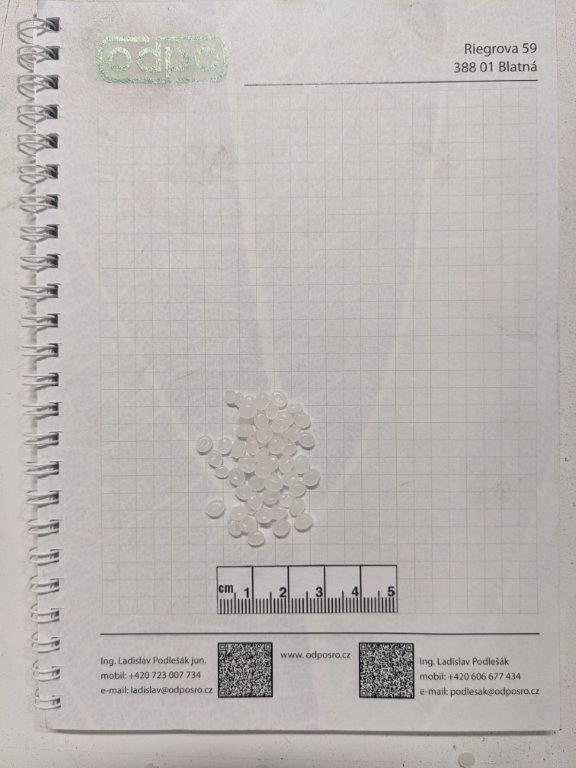 odpo
Riegrova 59
388 01 Blatná
cm 1 2 3 4 5
Ing. Ladislav Podlešák jun.
mobil: +420 723 007 734
e-mail: ladislav@odposro.cz
www. odposro.cz
Ing. Ladislav Podlešák
mobil: +420 606 677 434
e-mail: podlesak@odposro.cz